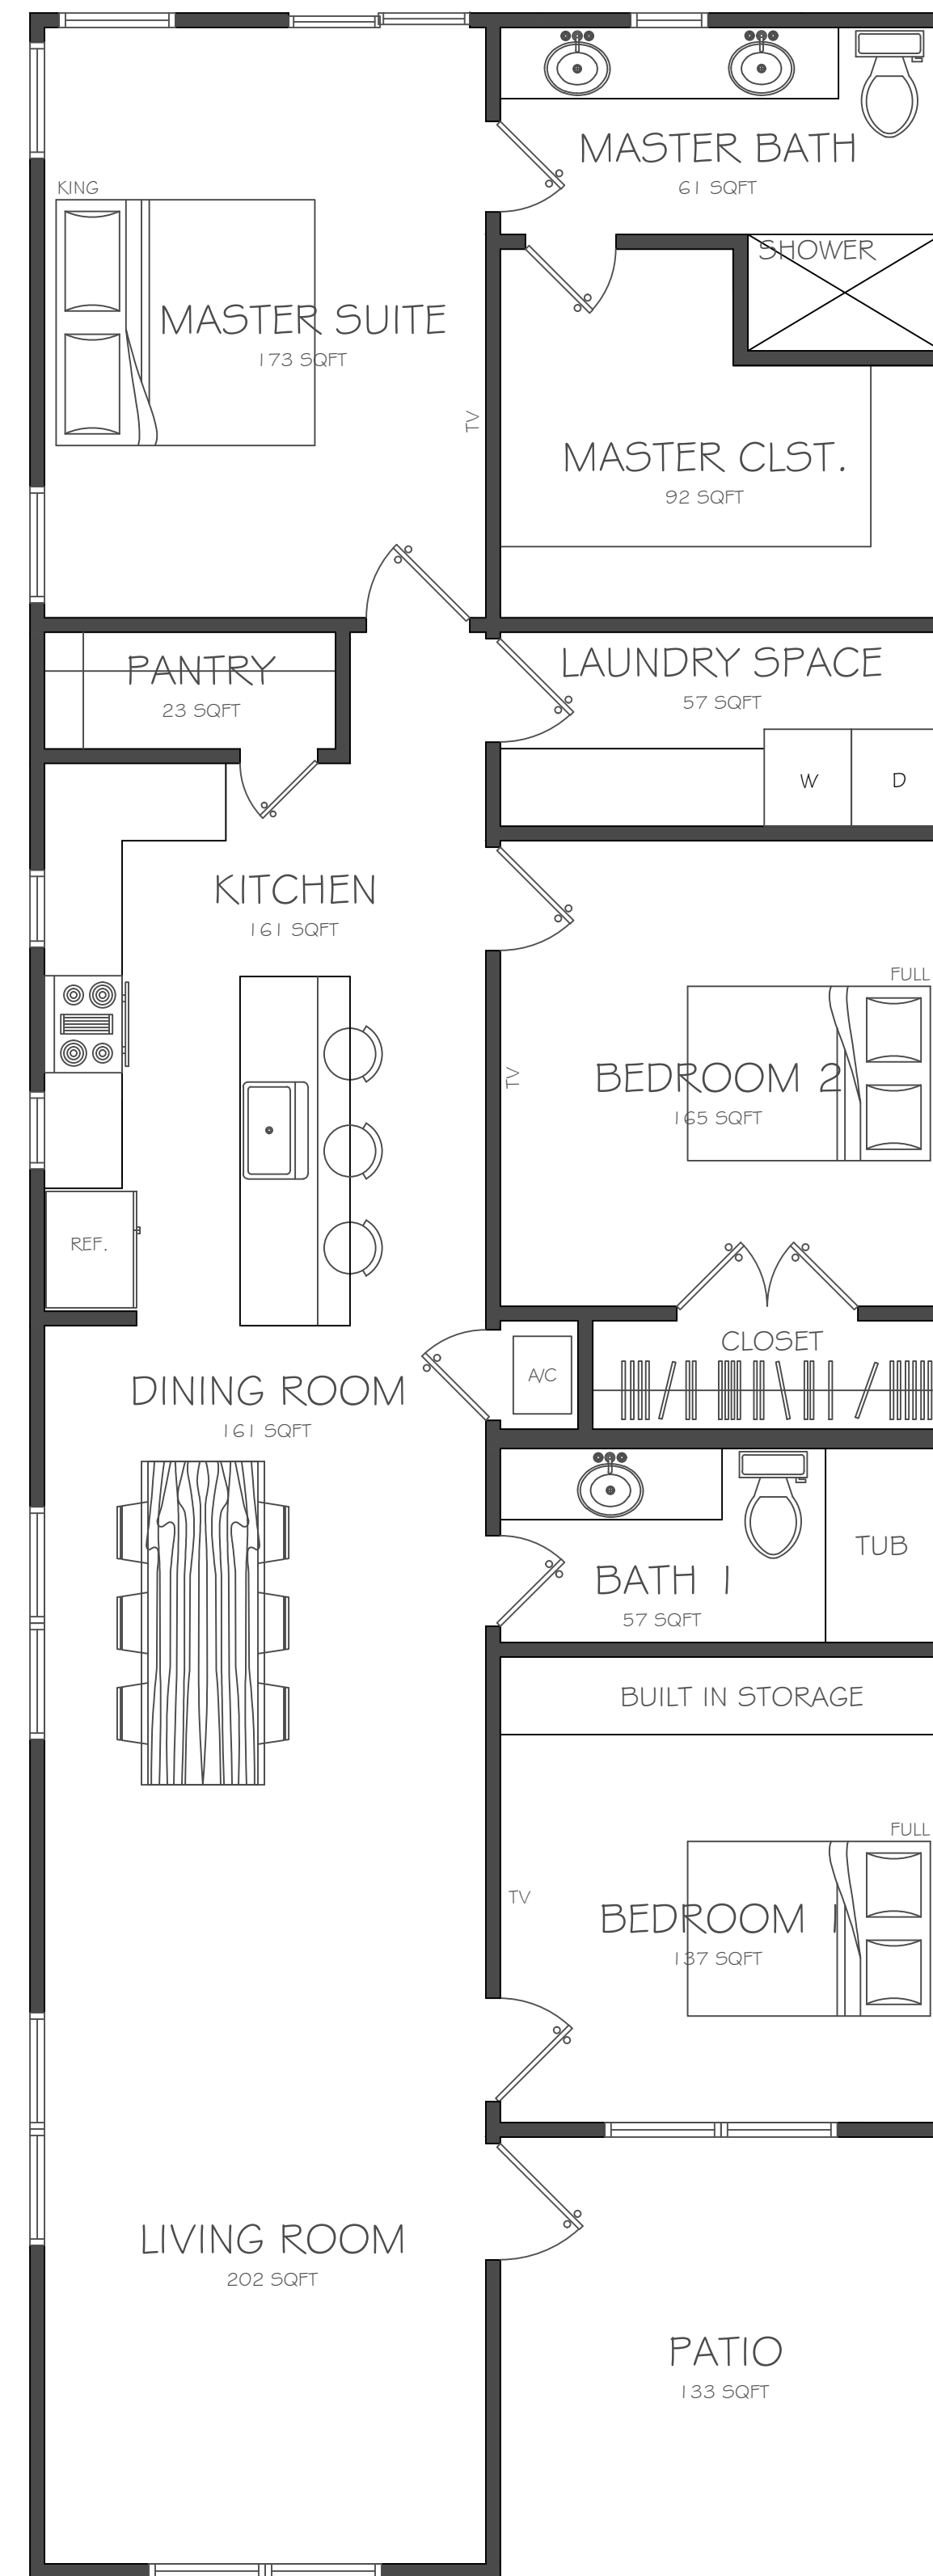 MASTER BATH
61 SQFT
KING
SHOWER
MASTER SUITE
173 SQFT
TV
MASTER CLST.
92 SQFT
PANTRY
23 SQFT
LAUNDRY SPACE
57 SQFT
W
D
KITCHEN
161 SQFT
FULL
TV
BEDROOM 2
165 SQFT
REF.
CLOSET
A/C
DINING ROOM
161 SQFT
TUB
BATH 1
57 SQFT
BUILT IN STORAGE
FULL
TV
BEDROOM 1
137 SQFT
LIVING ROOM
202 SQFT
PATIO
133 SQFT